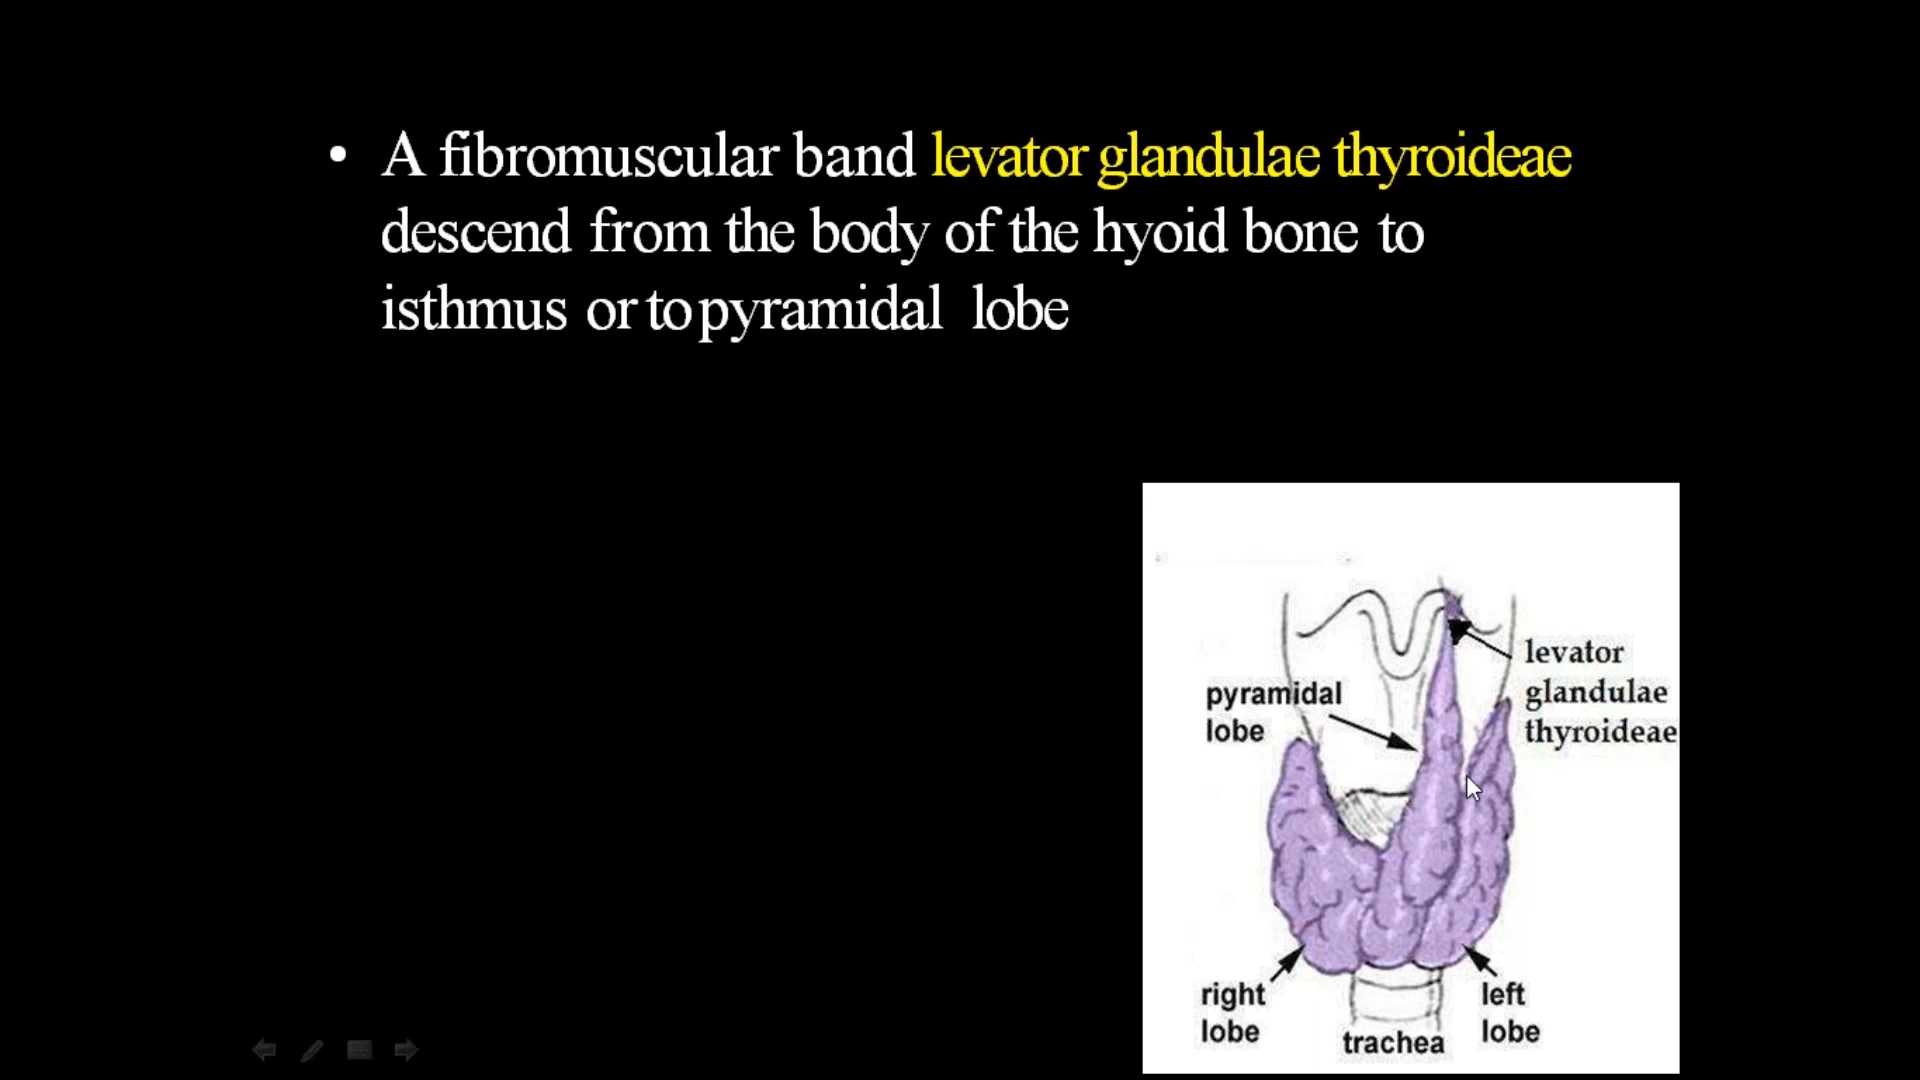 • A fibromuscular band levator glandulae thyroideae
descend from the body of the hyoid bone to
isthmus or to pyramidal lobe
levator
glandulae
thyroideae
pyramidal
lobe
right
lobe
trachea
left
lobe